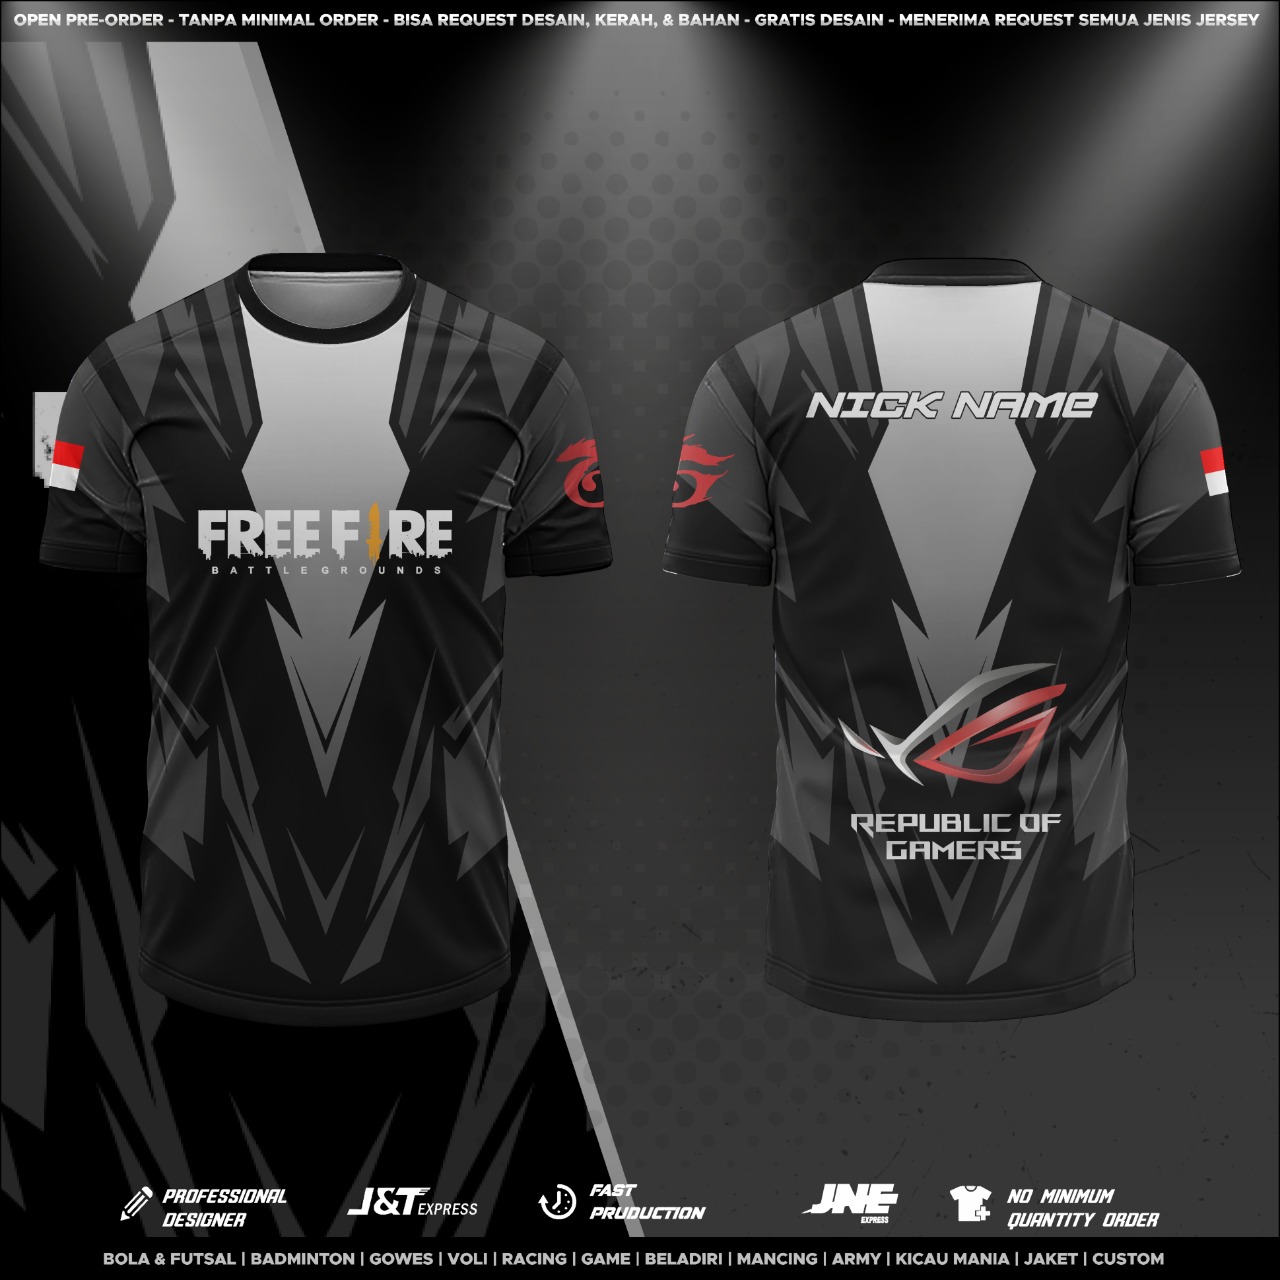 OPEN PRE-ORDER - TANPA MINIMAL ORDER - BISA REQUEST DESAIN, KERAH, & BAHAN - GRATIS DESAIN - MENERIMA REQUEST SEMUA JENIS JERSEY
FREE FIRE
BATTLEGROUNDS
NICK NAME
REPUBLIC OF
GAMERS
PROFESSIONAL
DESIGNER
J&T EXPRESS
FAST
PRUDUCTION
JNE
EXPRESS
NO MINIMUM
QUANTITY ORDER
BOLA & FUTSAL | BADMINTON | GOWES | VOLI | RACING | GAME | BELADIRI | MANCING | ARMY | KICAU MANIA | JAKET | CUSTOM